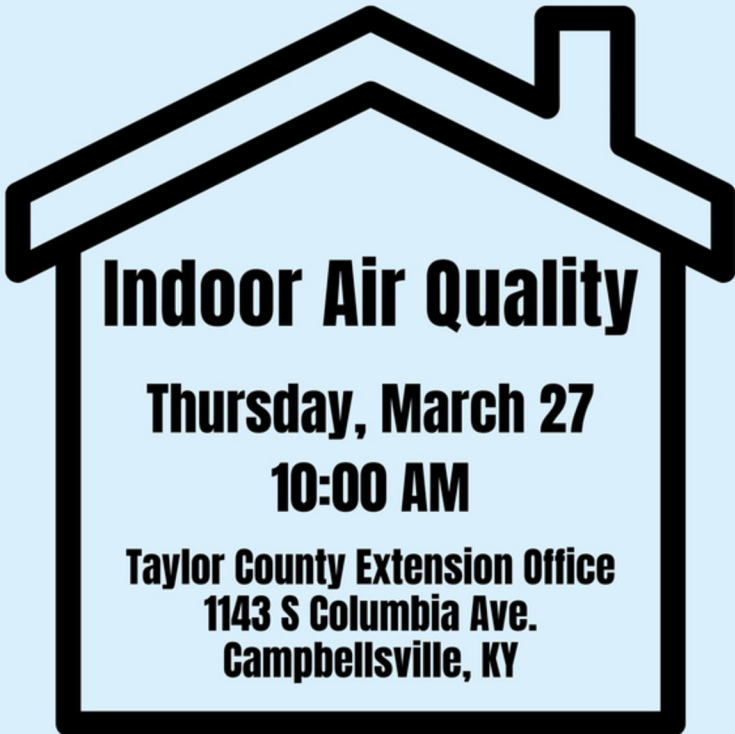 Indoor Air Quality
Thursday, March 27
10:00 AM
Taylor County Extension Office
1143 S Columbia Ave.
Campbellsville, KY